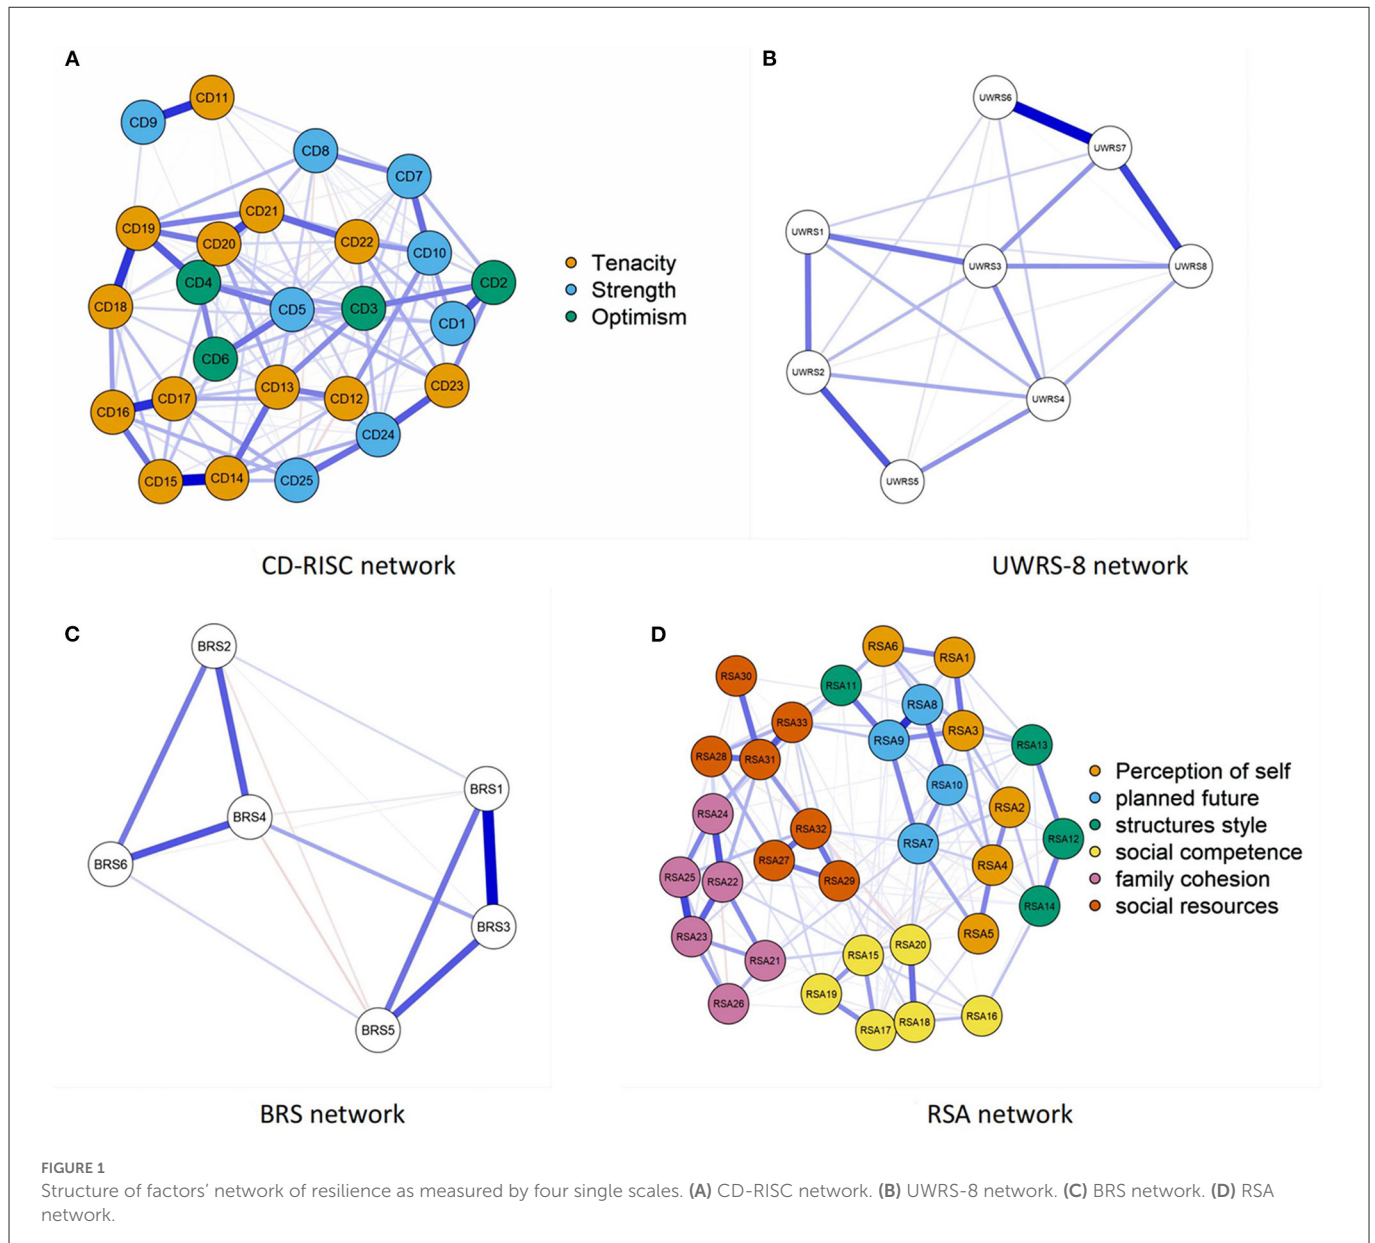 A
CD11
CD9
CD8
CD7
CD21
CD19
CD20
CD22
CD10
CD4
CD2
CD5
CD3
CD18
CD1
CD6
CD13
CD23
CD17
CD12
CD16
CD24
CD14
CD15
CD25
Tenacity
Strength
Optimism
CD-RISC network
B
UWRS6
UWRS7
UWRS1
UWRS3
UWRS8
UWRS2
UWRS4
UWRS5
UWRS-8 network
C
BRS2
BRS1
BRS4
BRS6
BRS3
BRS5
BRS network
D
RSA6
RSA1
RSA30
RSA11
RSA8
RSA33
RSA3
RSA9
RSA13
RSA28
RSA31
RSA10
RSA2
RSA24
RSA32
RSA12
RSA7
RSA27
RSA4
RSA25
RSA22
RSA29
RSA14
RSA5
RSA23
RSA20
RSA15
RSA21
RSA19
RSA26
RSA16
RSA18
RSA17
Perception of self
planned future
structures style
social competence
family cohesion
social resources
RSA network
FIGURE 1
Structure of factors’ network of resilience as measured by four single scales. (A) CD-RISC network. (B) UWRS-8 network. (C) BRS network. (D) RSA
network.